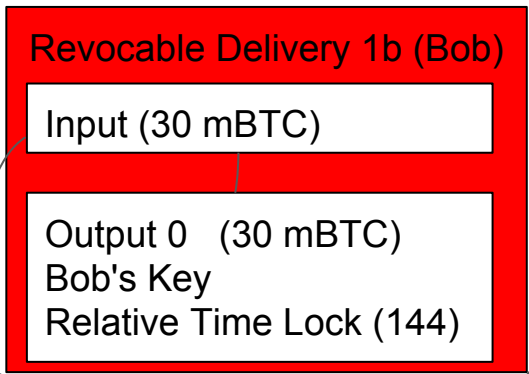 Revocable Delivery 1b (Bob)
Input (30 mBTC)
Output 0 (30 mBTC)
Bob's Key
Relative Time Lock (144)